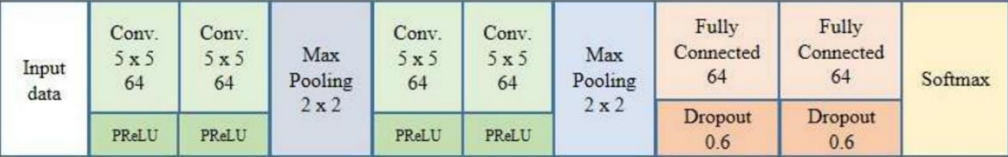 Input
data
Conv.
5 x 5
64
PReLU
Conv.
5 x 5
64
PReLU
Max
Pooling
2 x 2
Conv.
5 x 5
64
PReLU
Conv.
5 x 5
64
PReLU
Max
Pooling
2 x 2
Fully
Connected
64
Dropout
0.6
Fully
Connected
64
Dropout
0.6
Softmax